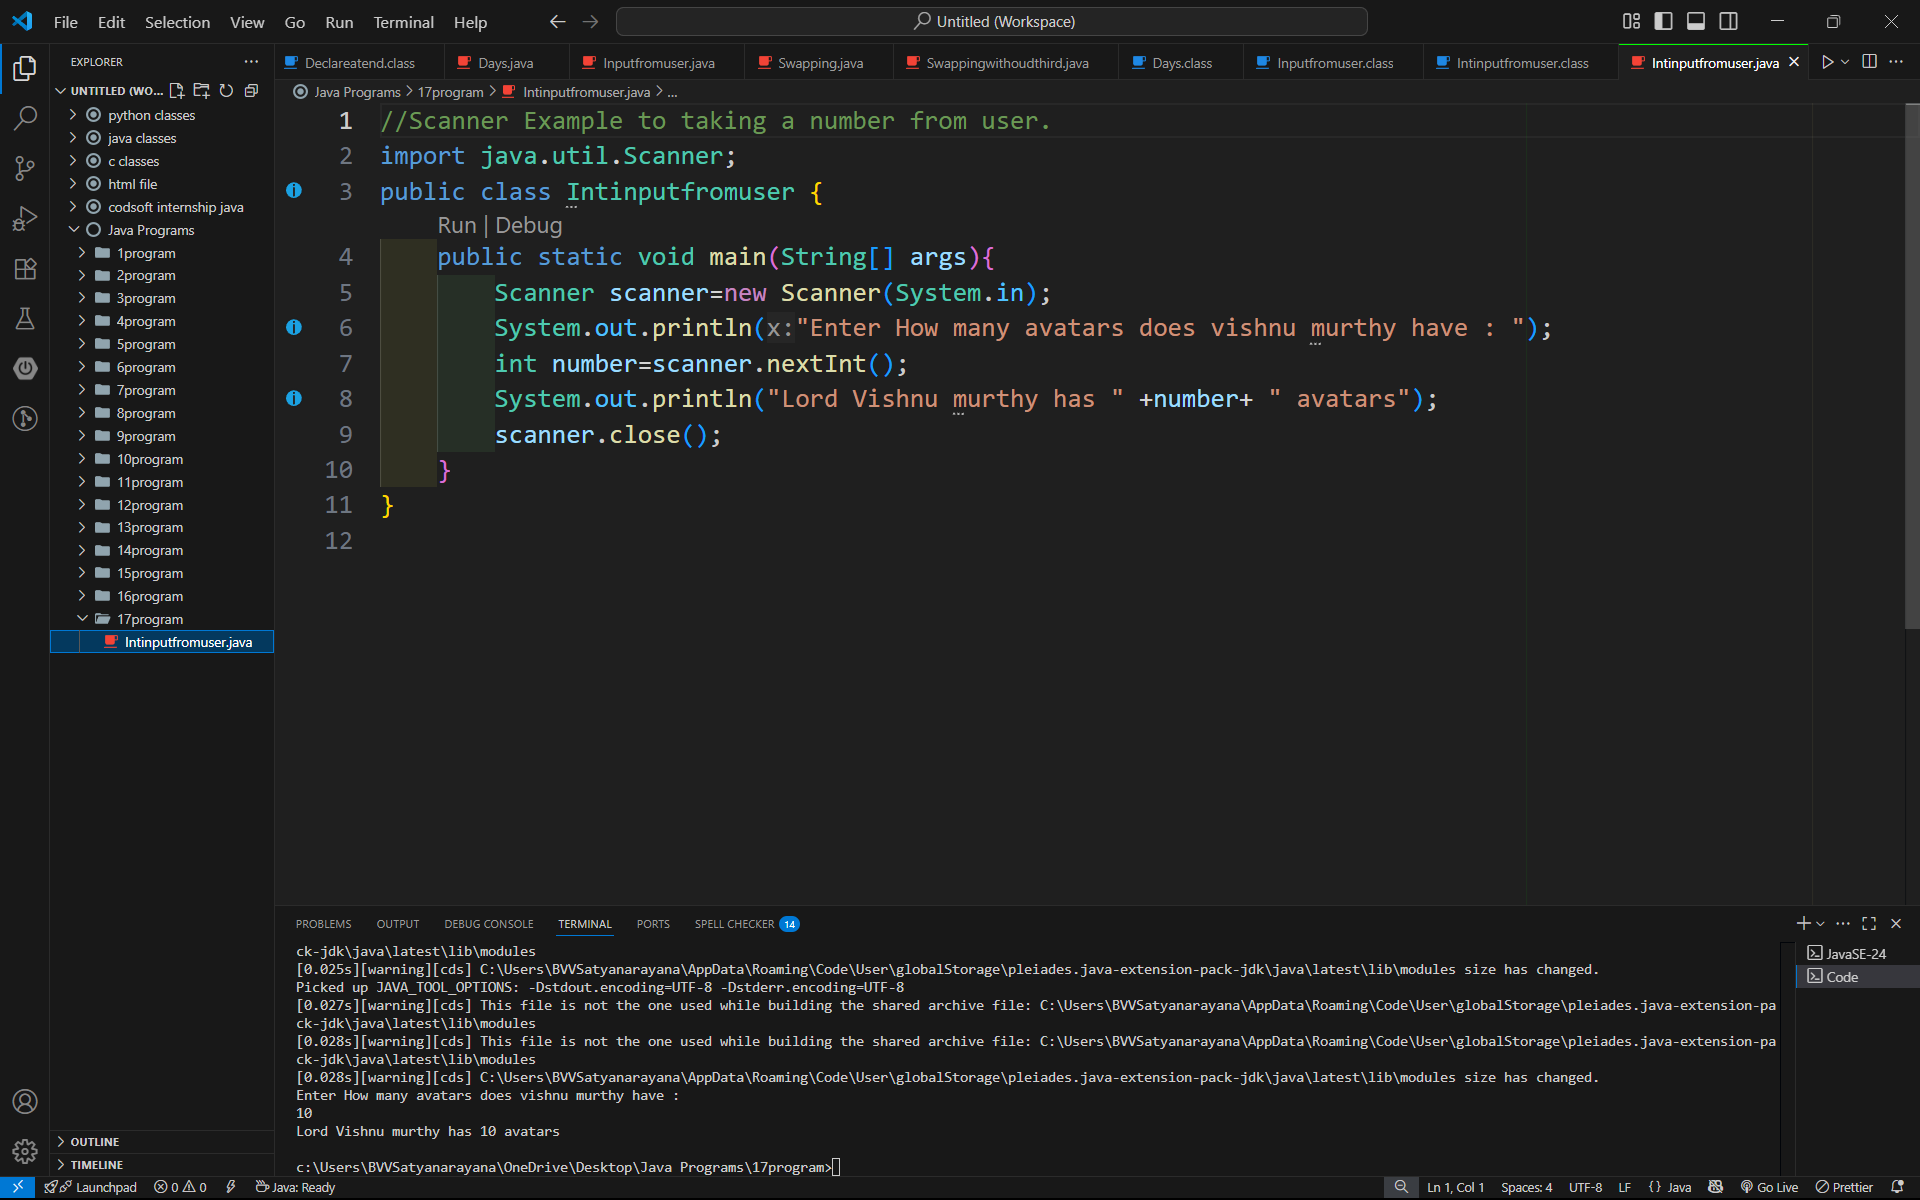 File Edit Selection View Go Run Terminal Help
Untitled (Workspace)
EXPLORER
UNTITLED (WO...
python classes
java classes
c classes
html file
codsoft internship java
Java Programs
1program
2program
3program
4program
5program
6program
7program
8program
9program
10program
11program
12program
13program
14program
15program
16program
17program
Intinputfromuser.java
OUTLINE
TIMELINE
Declareatend.class Days.java Inputfromuser.java Swapping.java Swappingwithoudthird.java Days.class Inputfromuser.class Intinputfromuser.class Intinputfromuser.java
Java Programs > 17program > Intinputfromuser.java > ...
1 //Scanner Example to taking a number from user.
2 import java.util.Scanner;
3 public class Intinputfromuser {
Run | Debug
4 public static void main(String[] args){
5 Scanner scanner=new Scanner(System.in);
6 System.out.println(x:"Enter How many avatars does vishnu murthy have : ");
7 int number=scanner.nextInt();
8 System.out.println("Lord Vishnu murthy has " +number+ " avatars");
9 scanner.close();
10 }
11 }
12
PROBLEMS OUTPUT DEBUG CONSOLE TERMINAL PORTS SPELL CHECKER 14
ck-jdk\java\latest\lib\modules
[0.025s][warning][cds] C:\Users\BVVSatyanarayana\AppData\Roaming\Code\User\globalStorage\pleiades.java-extension-pack-jdk\java\latest\lib\modules size has changed.
Picked up JAVA_TOOL_OPTIONS: -Dstdout.encoding=UTF-8 -Dstderr.encoding=UTF-8
[0.027s][warning][cds] This file is not the one used while building the shared archive file: C:\Users\BVVSatyanarayana\AppData\Roaming\Code\User\globalStorage\pleiades.java-extension-pa
ck-jdk\java\latest\lib\modules
[0.028s][warning][cds] This file is not the one used while building the shared archive file: C:\Users\BVVSatyanarayana\AppData\Roaming\Code\User\globalStorage\pleiades.java-extension-pa
ck-jdk\java\latest\lib\modules
[0.028s][warning][cds] C:\Users\BVVSatyanarayana\AppData\Roaming\Code\User\globalStorage\pleiades.java-extension-pack-jdk\java\latest\lib\modules size has changed.
Enter How many avatars does vishnu murthy have :
10
Lord Vishnu murthy has 10 avatars
c:\Users\BVVSatyanarayana\OneDrive\Desktop\Java Programs\17program>
JavaSE-24
Code
Launchpad 0 0 Java: Ready Ln 1, Col 1 Spaces: 4 UTF-8 LF {} Java Go Live Prettier